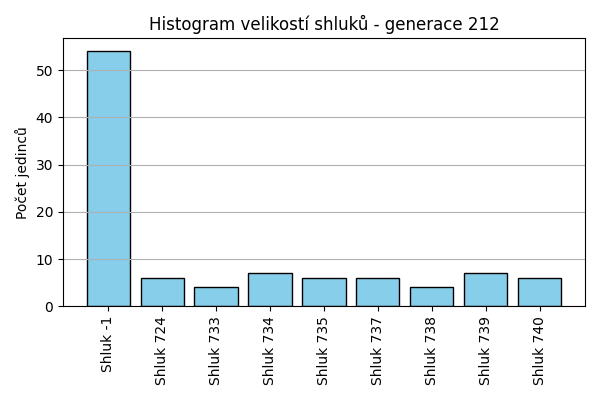 Histogram velikostí shluků - generace 212
Počet jedinců
50
40
30
20
10
0
Shluk -1
Shluk 724
Shluk 733
Shluk 734
Shluk 735
Shluk 737
Shluk 738
Shluk 739
Shluk 740